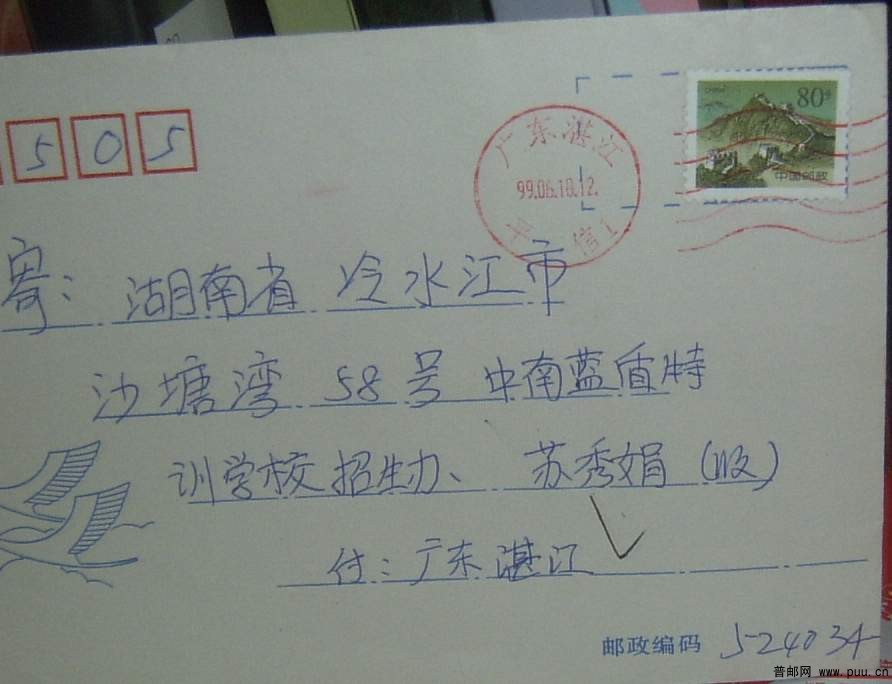 505
80分
中国邮政
广东湛江
99.06.10.12.
信1
寄：湖南省 冷水江市
沙塘湾 58号 中南蓝盾特
训学校招生办、 苏秀娟（收）
付：广东湛江
邮政编码 524034
普邮网 www.puu.cn